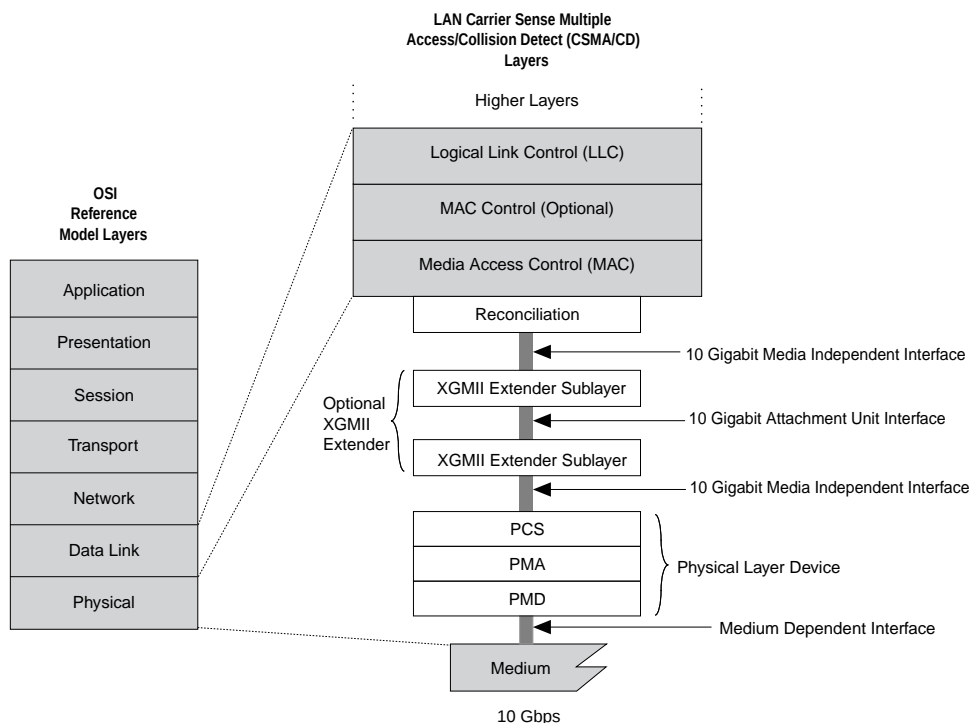 LAN Carrier Sense Multiple
Access/Collision Detect (CSMA/CD)
Layers
Higher Layers
Logical Link Control (LLC)
MAC Control (Optional)
Media Access Control (MAC)
Reconciliation
10 Gigabit Media Independent Interface
Optional
XGMII
Extender
XGMII Extender Sublayer
10 Gigabit Attachment Unit Interface
XGMII Extender Sublayer
10 Gigabit Media Independent Interface
PCS
PMA
PMD
Physical Layer Device
Medium Dependent Interface
Medium
10 Gbps
OSI
Reference
Model Layers
Application
Presentation
Session
Transport
Network
Data Link
Physical